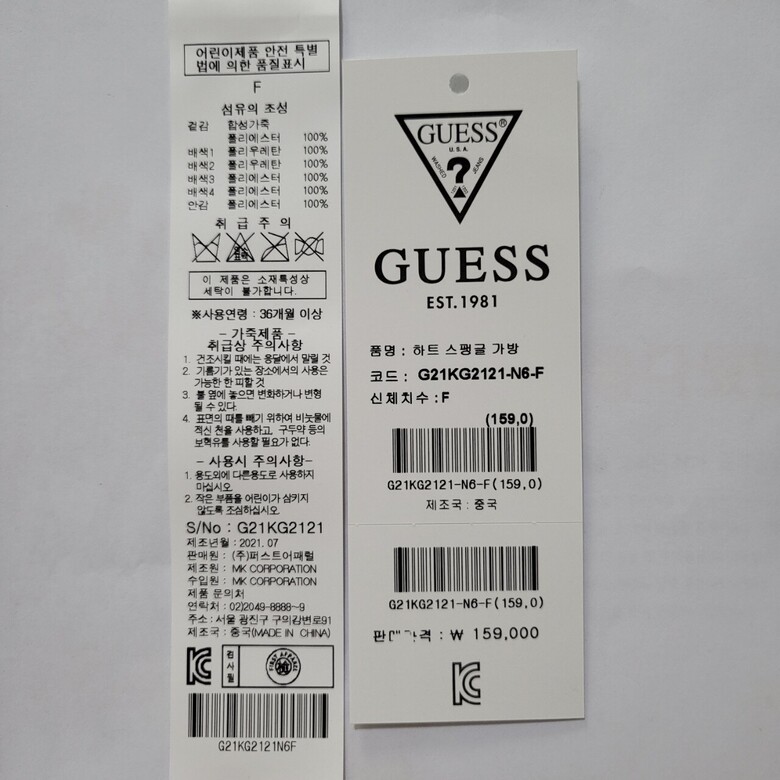 어린이제품 안전 특별
법에 의한 품질표시
F
섬유의 조성
겉감 합성가죽
폴리에스터 100%
배색1 폴리우레탄 100%
배색2 폴리우레탄 100%
배색3 폴리에스터 100%
배색4 폴리에스터 100%
안감 폴리에스터 100%
취 급 주 의
이 제품은 소재특성상
세탁이 불가합니다.
※사용연령 : 36개월 이상
- 가죽제품 -
취급상 주의사항
1. 건조시킬 때에는 응달에서 말릴 것
2. 기름기가 있는 장소에서의 사용은
가능한 한 피할 것
3. 불 옆에 놓으면 변화하거나 변형
될 수 있다.
4. 표면의 때를 빼기 위하여 비눗물에
적신 천을 사용하고, 구두약 등의
보혁유를 사용할 필요가 없다.
- 사용시 주의사항-
1. 용도외에 다른용도로 사용하지
마십시오.
2. 작은 부품을 어린이가 삼키지
않도록 조심하십시오.
S/No : G21KG2121
제조년월 : 2021. 07
판매원 : (주)퍼스트어패럴
제조원 : MK CORPORATION
수입원 : MK CORPORATION
제품 문의처
연락처 : 02)2049-8888~9
주소 : 서울 광진구 구의강변로91
제조국 : 중국(MADE IN CHINA)
KC 검사필 FIRST APPAREL
G21KG2121N6F
GUESS®
U.S.A.
WASHED ? JEANS
GUESS
EST.1981
품명 : 하트 스팽글 가방
코드 : G21KG2121-N6-F
신체치수 : F
(159,0)
G21KG2121-N6-F(159,0)
제조국 : 중국
G21KG2121-N6-F(159,0)
판매가격 : ₩ 159,000
KC